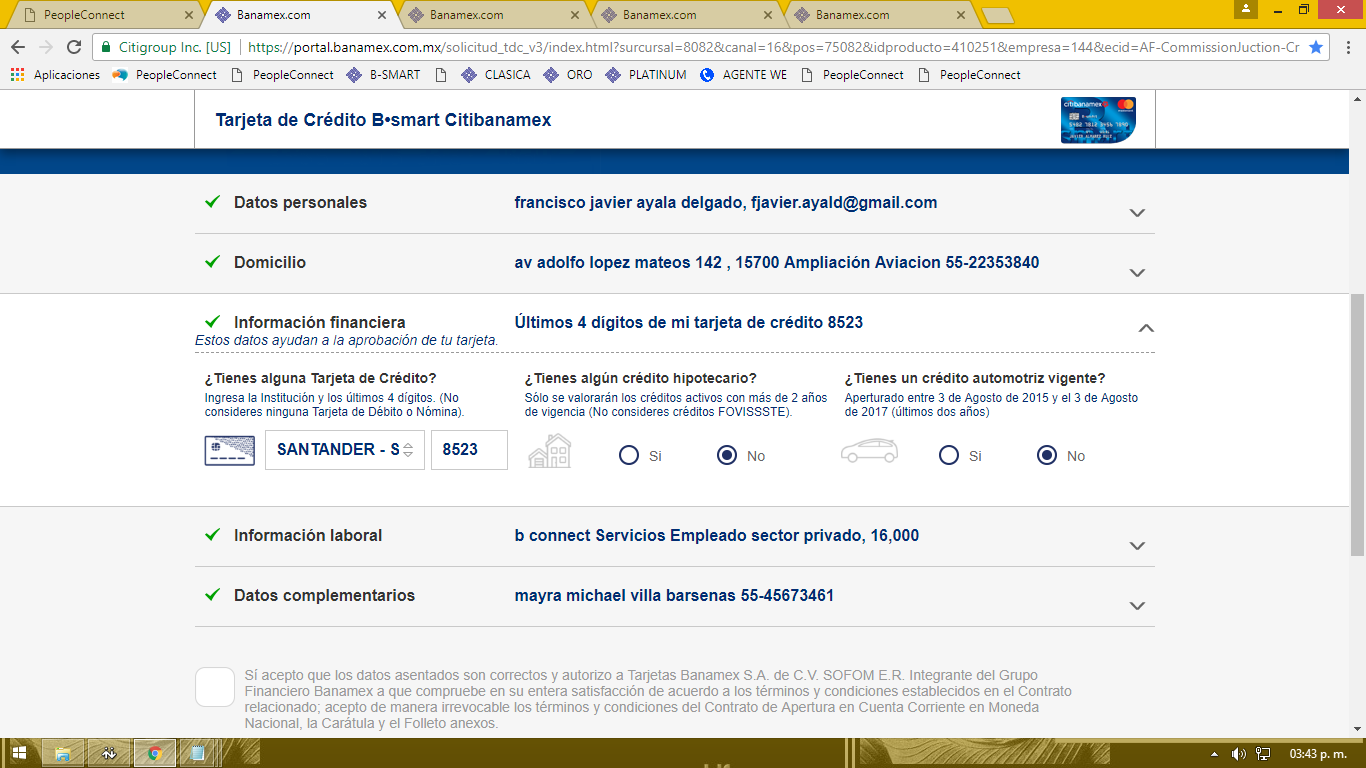 PeopleConnect
Banamex.com
Banamex.com
Banamex.com
Banamex.com
Citigroup Inc. [US] https://portal.banamex.com.mx/solicitud_tdc_v3/index.html?surcursal=8082&canal=16&pos=75082&idproducto=410251&empresa=144&ecid=AF-CommissionJuction-Cr
Aplicaciones PeopleConnect PeopleConnect B-SMART CLASICA ORO PLATINUM AGENTE WE PeopleConnect PeopleConnect
Tarjeta de Crédito B•smart Citibanamex
citibanamex
Datos personales francisco javier ayala delgado, fjavier.ayald@gmail.com
Domicilio av adolfo lopez mateos 142 , 15700 Ampliación Aviacion 55-22353840
Información financiera Últimos 4 dígitos de mi tarjeta de crédito 8523
Estos datos ayudan a la aprobación de tu tarjeta.
¿Tienes alguna Tarjeta de Crédito?
Ingresa la Institución y los últimos 4 dígitos. (No
consideres ninguna Tarjeta de Débito o Nómina).
SANTANDER - S 8523
¿Tienes algún crédito hipotecario?
Sólo se valorarán los créditos activos con más de 2 años
de vigencia (No consideres créditos FOVISSSTE).
Si No
¿Tienes un crédito automotriz vigente?
Aperturado entre 3 de Agosto de 2015 y el 3 de Agosto
de 2017 (últimos dos años)
Si No
Información laboral b connect Servicios Empleado sector privado, 16,000
Datos complementarios mayra michael villa barsenas 55-45673461
Sí acepto que los datos asentados son correctos y autorizo a Tarjetas Banamex S.A. de C.V. SOFOM E.R. Integrante del Grupo
Financiero Banamex a que compruebe en su entera satisfacción de acuerdo a los términos y condiciones establecidos en el Contrato
relacionado; acepto de manera irrevocable los términos y condiciones del Contrato de Apertura en Cuenta Corriente en Moneda
Nacional, la Carátula y el Folleto anexos.
03:43 p. m.